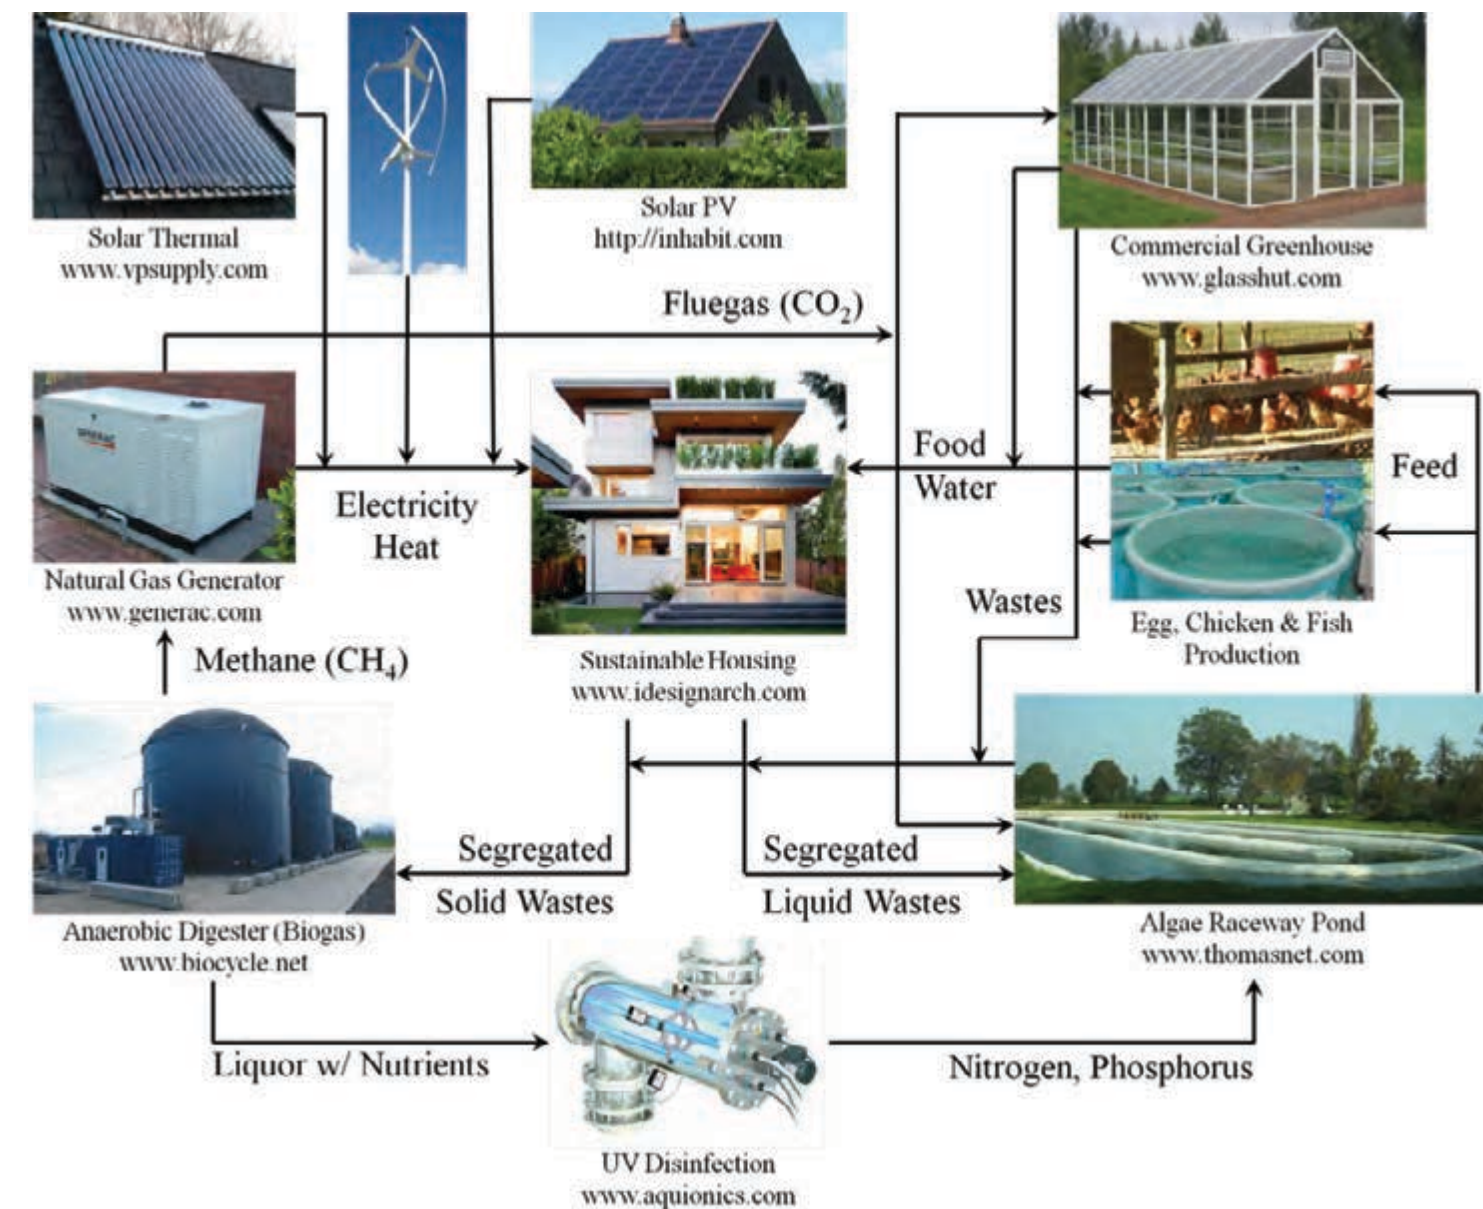 Solar Thermal
www.vpsupply.com
Solar PV
http://inhabit.com
Commercial Greenhouse
www.glasshut.com
Fluegas (CO₂)
GENERAC
Natural Gas Generator
www.generac.com
Electricity
Heat
Food
Water
Feed
Sustainable Housing
www.idesignarch.com
Wastes
Egg, Chicken & Fish
Production
Methane (CH₄)
Anaerobic Digester (Biogas)
www.biocycle.net
Segregated
Solid Wastes
Segregated
Liquid Wastes
Algae Raceway Pond
www.thomasnet.com
Liquor w/ Nutrients
Nitrogen, Phosphorus
UV Disinfection
www.aquionics.com